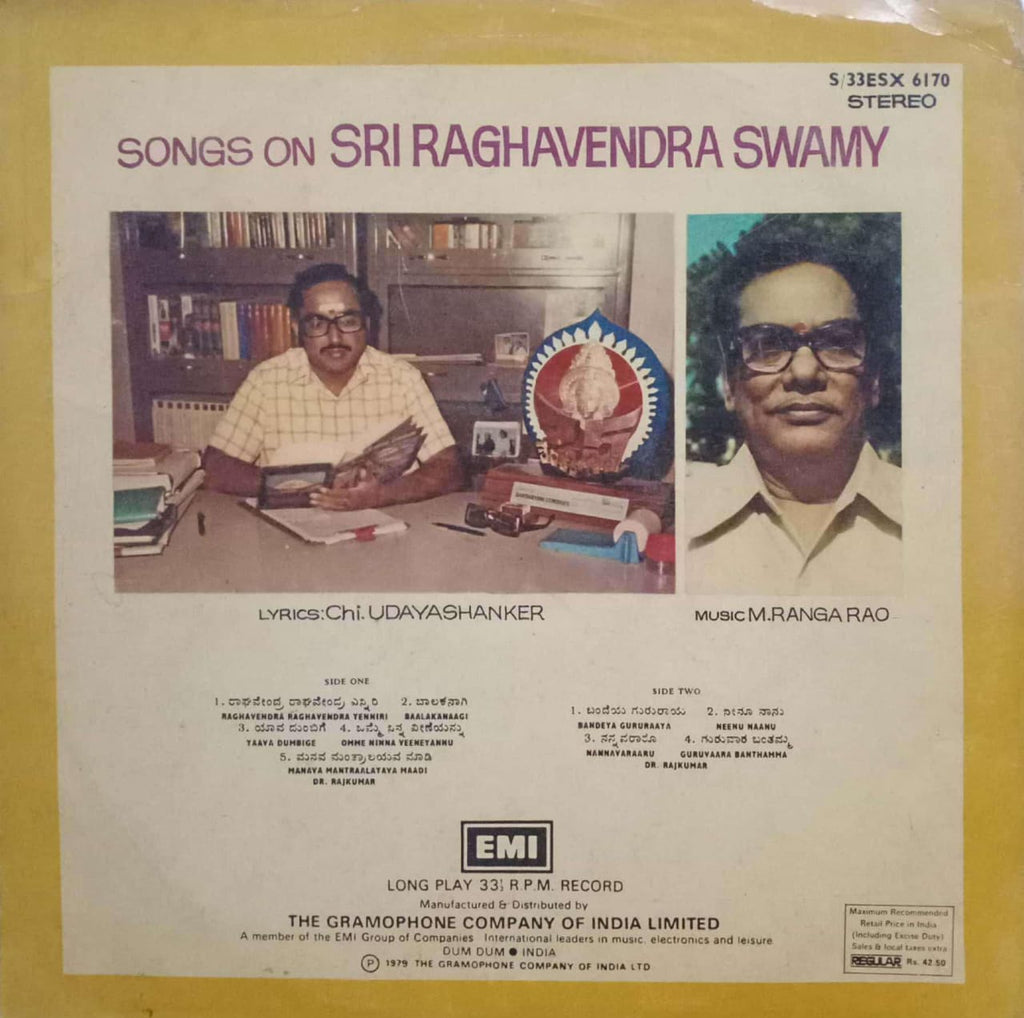 S/33ESX 6170
STEREO
SONGS ON SRI RAGHAVENDRA SWAMY
LYRICS: Chi. UDAYASHANKER
MUSIC M. RANGA RAO
SIDE ONE
1. ರಾಘವೇಂದ್ರ ರಾಘವೇಂದ್ರ ಎನ್ನಿರಿ 2. ಬಾಲಕನಾಗಿ
RAGHAVENDRA RAGHAVENDRA YENNIRI BAALAKANAAGI
3. ಯಾವ ದುಂಬಿಗೆ 4. ಒಮ್ಮೆ ನಿನ್ನ ವೀಣೆಯನ್ನು
YAAVA DUMBIGE OMME NINNA VEENEYANNU
5. ಮನವ ಮಂತ್ರಾಲಯವ ಮಾಡಿ
MANAVA MANTRAALAYAVA MAADI
DR. RAJKUMAR
SIDE TWO
1. ಬಂದೆಯ ಗುರುರಾಯ 2. ನೀನೂ ನಾನು
BANDEYA GURURAAYA NEENU NAANU
3. ನನ್ನವರಾರೂ 4. ಗುರುವಾರ ಬಂತಮ್ಮ
NANNAVARAARU GURUVAARA BANTHAMMA
DR. RAJKUMAR
EMI
LONG PLAY 33⅓ R.P.M. RECORD
Manufactured & Distributed by
THE GRAMOPHONE COMPANY OF INDIA LIMITED
A member of the EMI Group of Companies International leaders in music, electronics and leisure
DUM DUM ● INDIA
Ⓟ 1979 THE GRAMOPHONE COMPANY OF INDIA LTD
Maximum Recommended
Retail Price in India
(Including Excise Duty)
Sales & local taxes extra
REGULAR Rs. 42.50